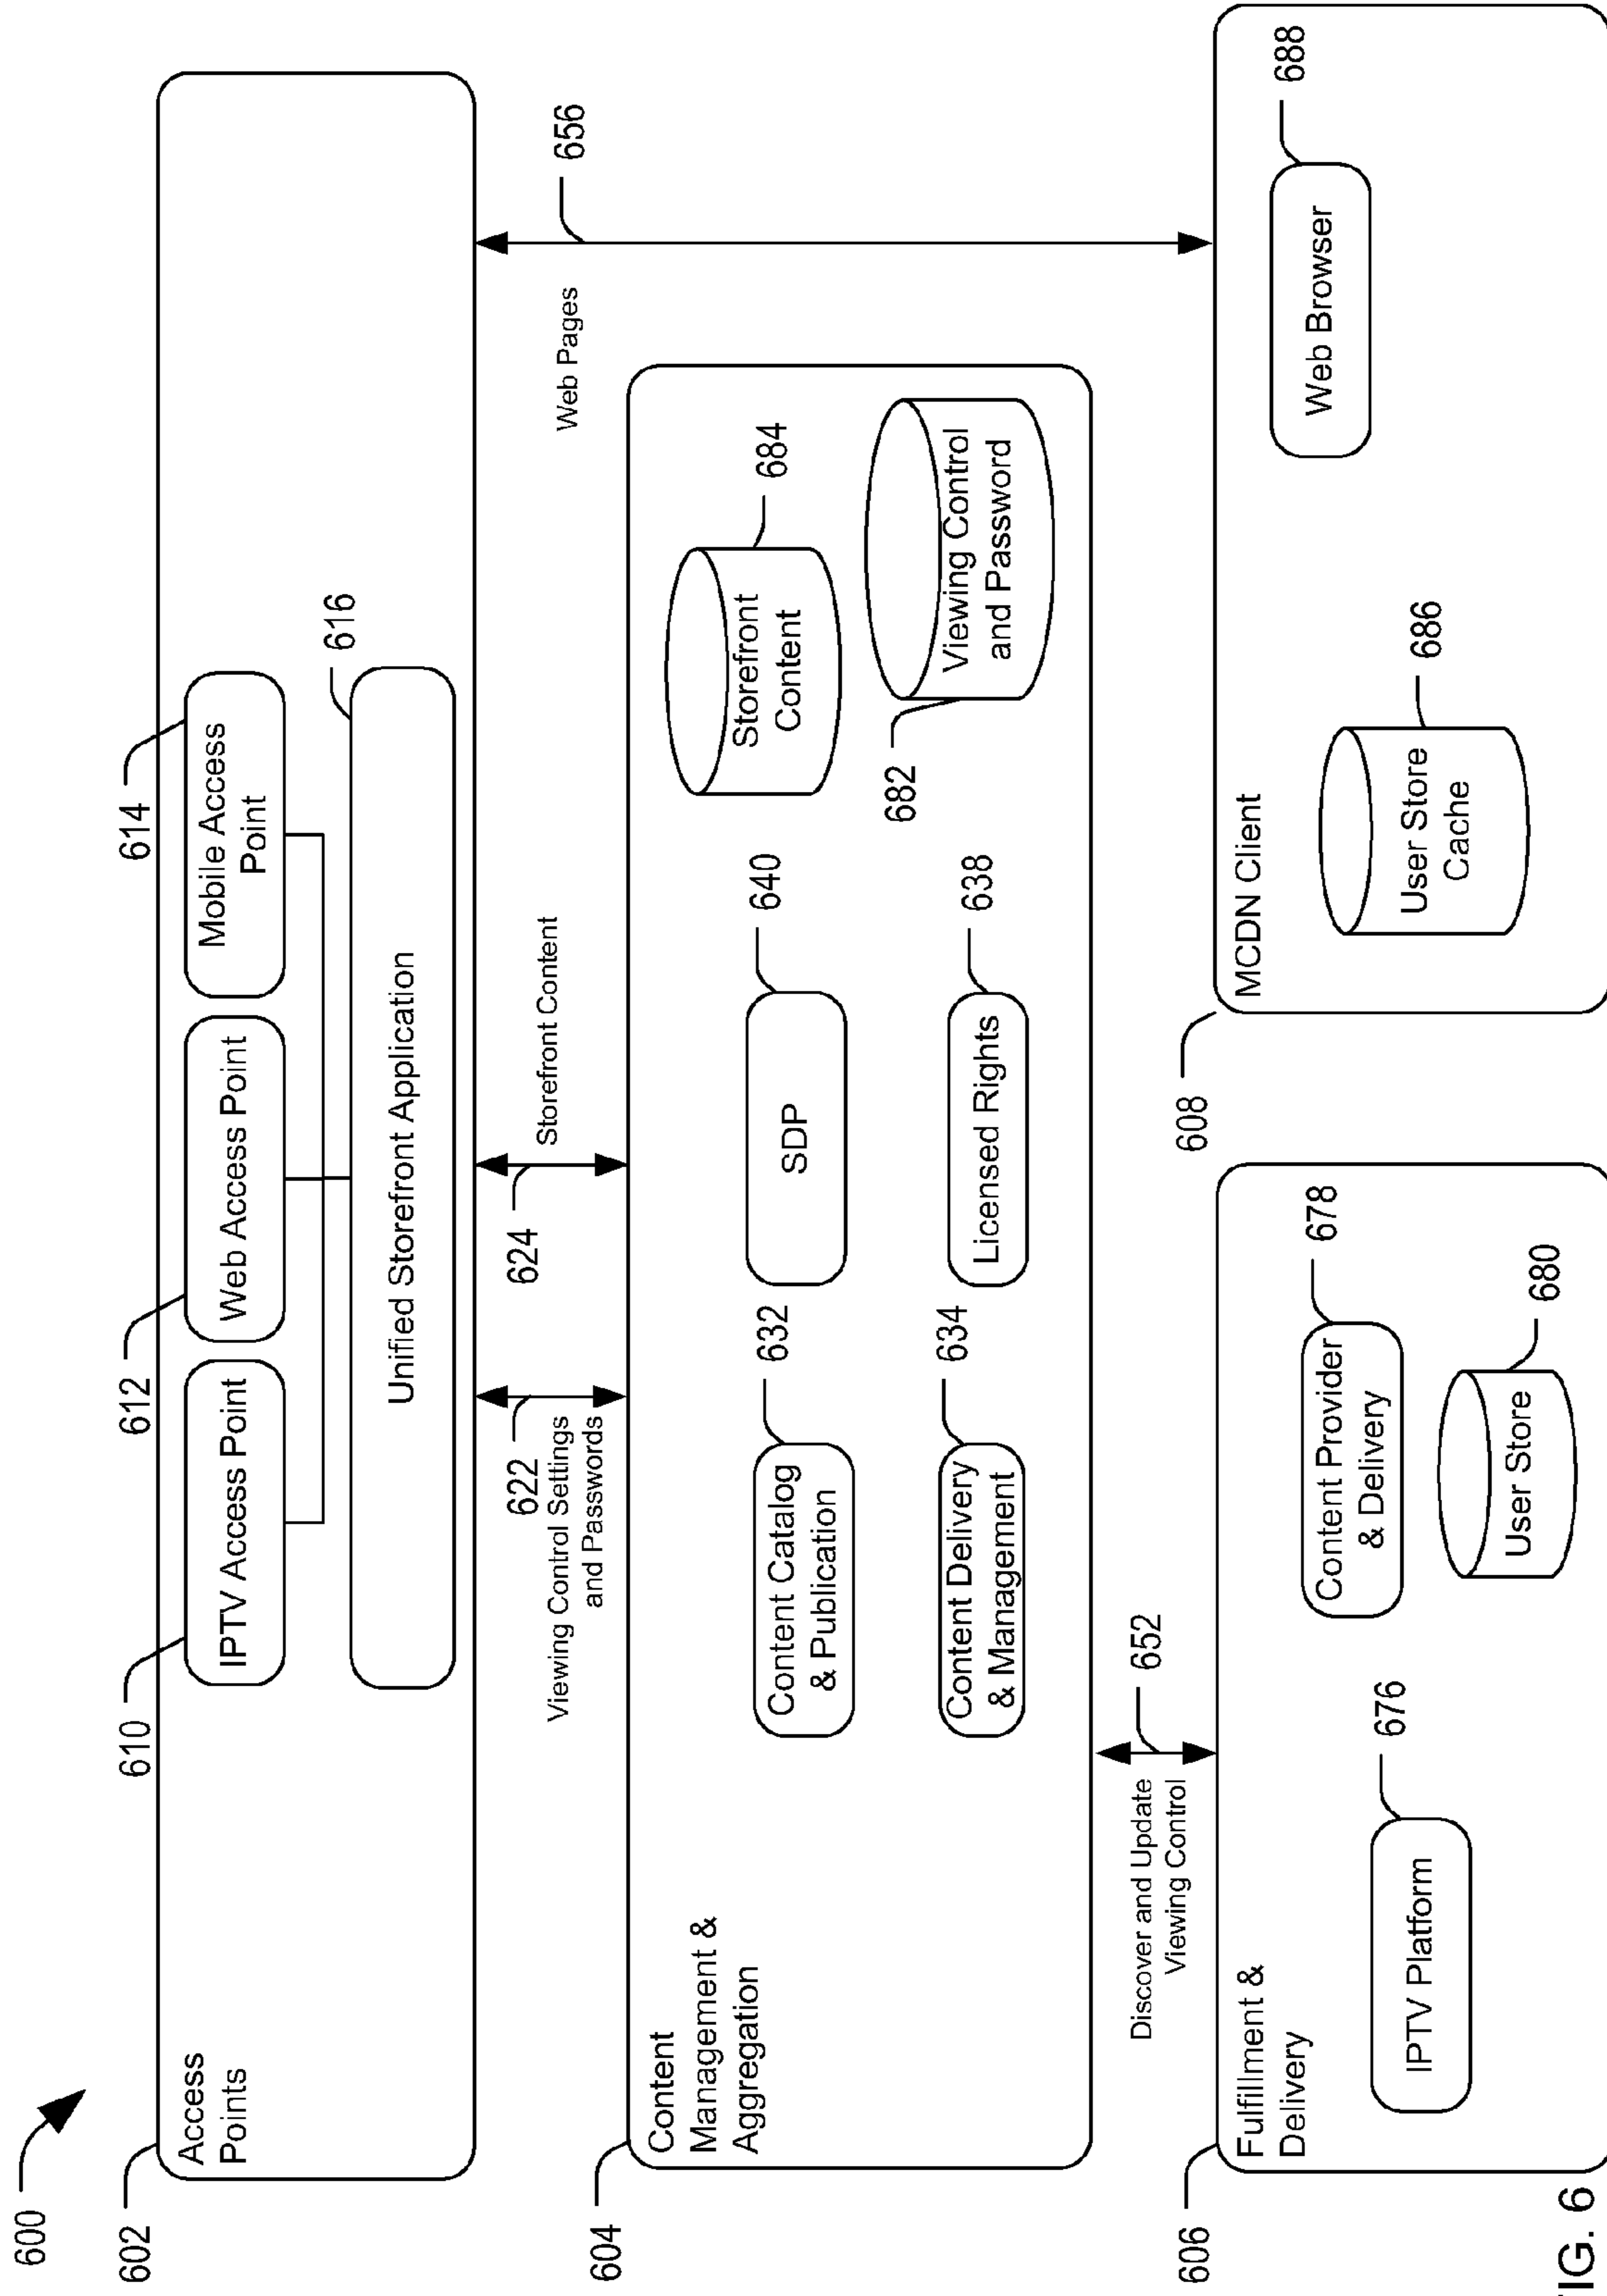 600
602
Access
Points
610
612
614
IPTV Access Point
Web Access Point
Mobile Access
Point
616
Unified Storefront Application
622
Viewing Control Settings
and Passwords
624
Storefront Content
656
Web Pages
604
Content
Management &
Aggregation
632
Content Catalog
& Publication
640
SDP
684
Storefront
Content
634
Content Delivery
& Management
638
Licensed Rights
682
Viewing Control
and Password
652
Discover and Update
Viewing Control
606
Fulfillment &
Delivery
676
IPTV Platform
678
Content Provider
& Delivery
680
User Store
608
MCDN Client
686
User Store
Cache
688
Web Browser
FIG. 6